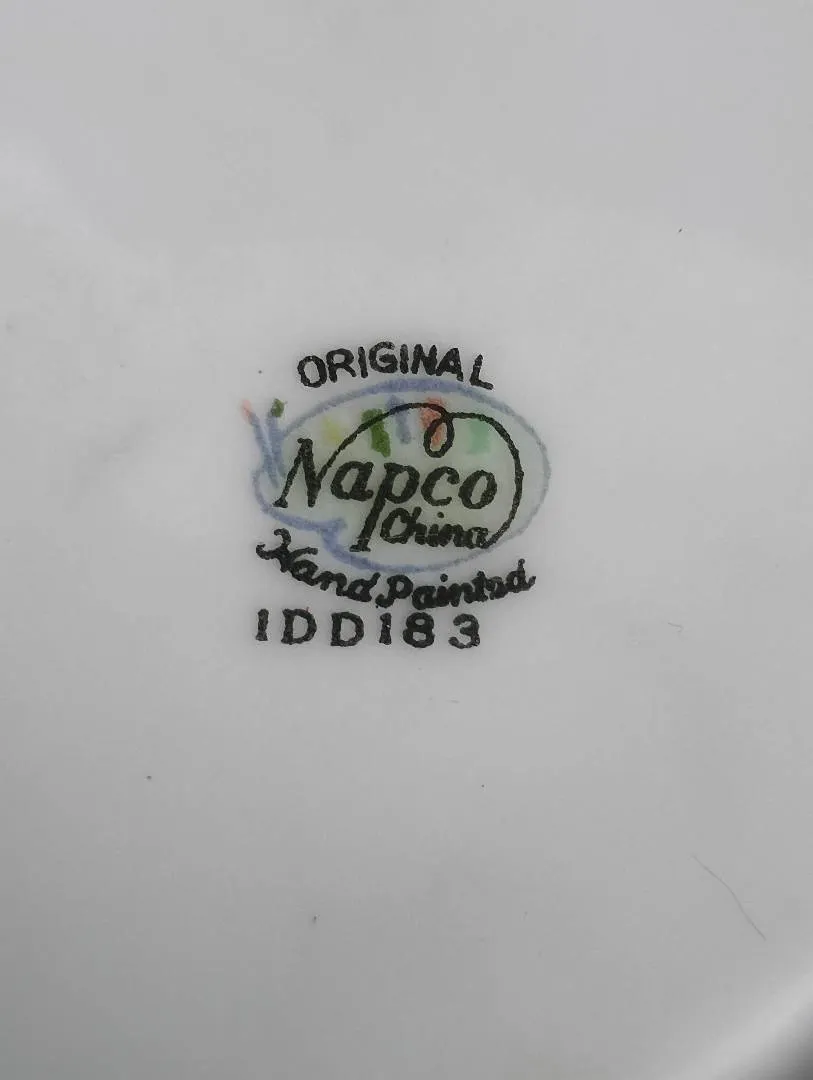 ORIGINAL
Napco
China
Hand Painted
IDD183